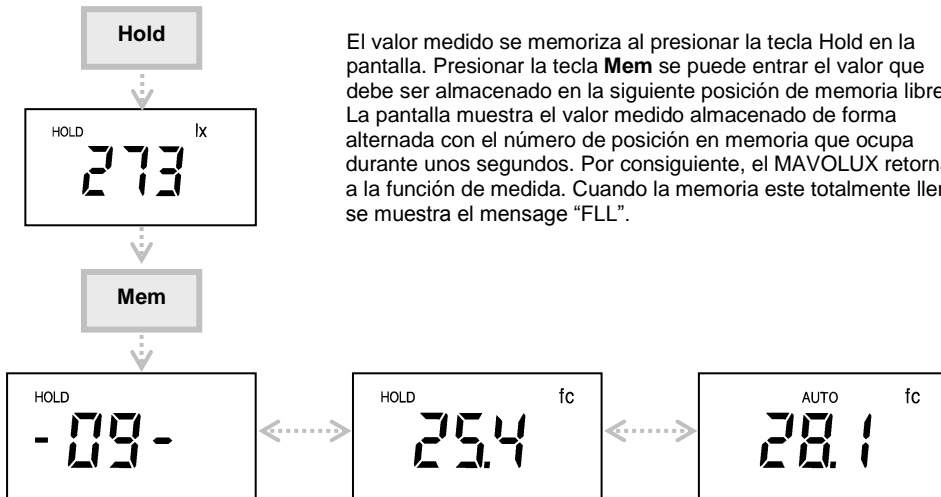 Hold
El valor medido se memoriza al presionar la tecla Hold en la
pantalla. Presionar la tecla Mem se puede entrar el valor que
debe ser almacenado en la siguiente posición de memoria libre
La pantalla muestra el valor medido almacenado de forma
alternada con el número de posición en memoria que ocupa
durante unos segundos. Por consiguiente, el MAVOLUX
a la función de medida. Cuando la memoria este totalmente
se muestra el mensage “FLL”.
HOLD lx
273
Mem
HOLD
-09-
HOLD fc
25.4
AUTO fc
28.1